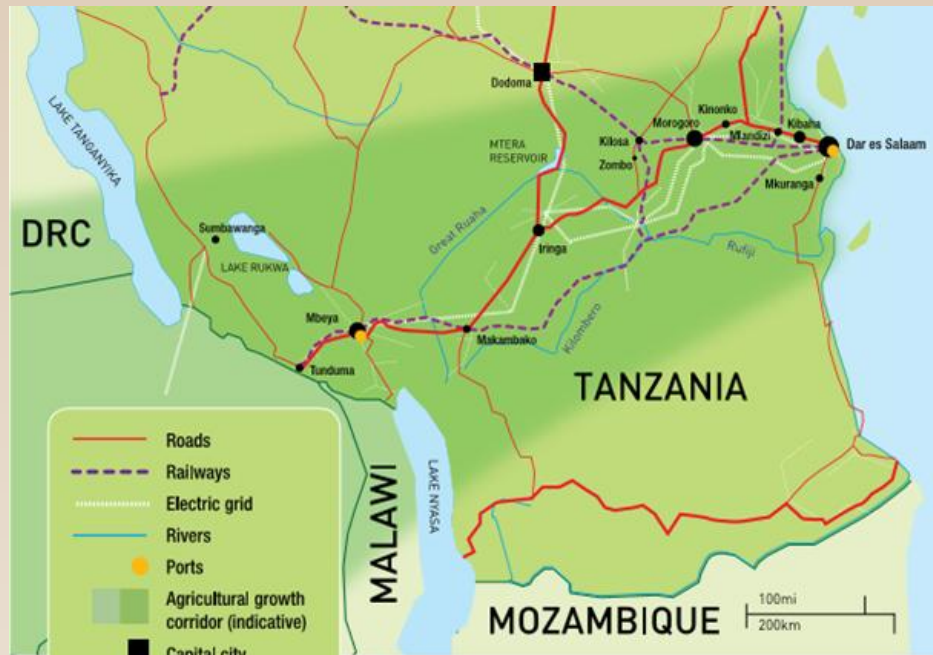 LAKE TANGANYIKA
DRC
Sumbawanga
LAKE RUKWA
Mbeya
Tunduma
Dodoma
MTERA
RESERVOIR
Great Ruaha
Iringa
Makambako
Kilombero
Kilosa
Zombo
Morogoro
Kinonko
Mlandizi
Kibaha
Dar es Salaam
Mkuranga
Rufiji
TANZANIA
MALAWI
LAKE NYASA
MOZAMBIQUE
100mi
200km
Roads
Railways
Electric grid
Rivers
Ports
Agricultural growth
corridor (indicative)
Capital city